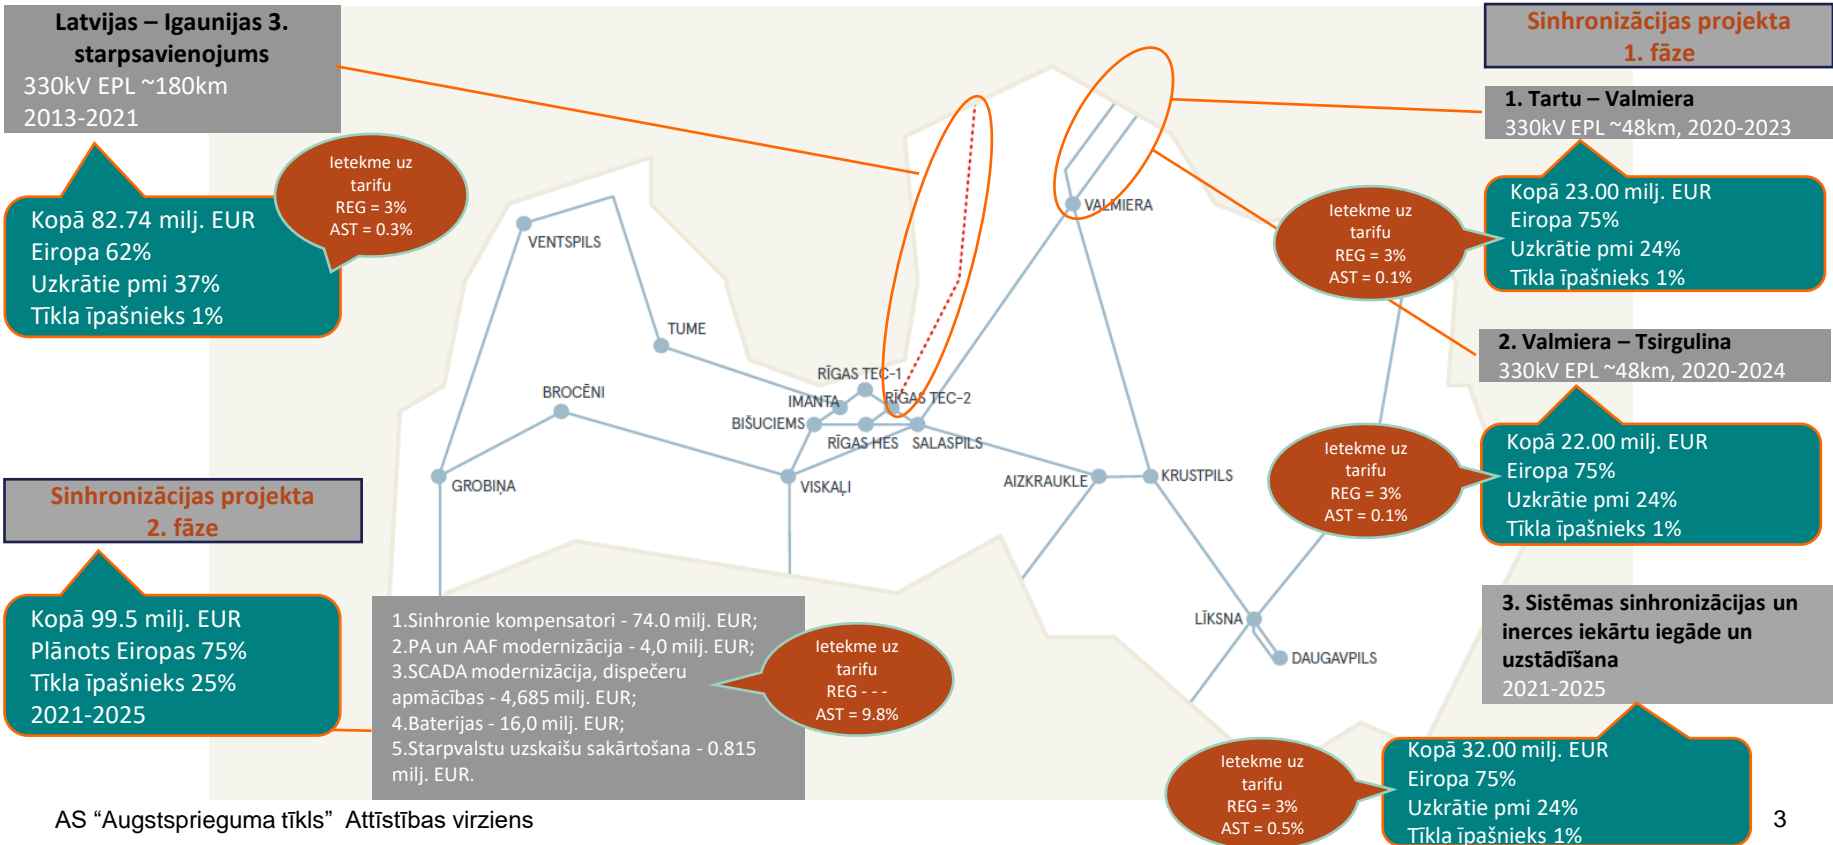 Latvijas – Igaunijas 3.
starpsavienojums
330kV EPL ~180km
2013-2021
Kopā 82.74 milj. EUR
Eiropa 62%
Uzkrātie pmi 37%
Tīkla īpašnieks 1%
Ietekme uz
tarifu
REG = 3%
AST = 0.3%
Sinhronizācijas projekta
1. fāze
1. Tartu – Valmiera
330kV EPL ~48km, 2020-2023
Kopā 23.00 milj. EUR
Eiropa 75%
Uzkrātie pmi 24%
Tīkla īpašnieks 1%
Ietekme uz
tarifu
REG = 3%
AST = 0.1%
2. Valmiera – Tsirgulina
330kV EPL ~48km, 2020-2024
Kopā 22.00 milj. EUR
Eiropa 75%
Uzkrātie pmi 24%
Tīkla īpašnieks 1%
Ietekme uz
tarifu
REG = 3%
AST = 0.1%
3. Sistēmas sinhronizācijas un
inerces iekārtu iegāde un
uzstādīšana
2021-2025
Kopā 32.00 milj. EUR
Eiropa 75%
Uzkrātie pmi 24%
Tīkla īpašnieks 1%
Ietekme uz
tarifu
REG = 3%
AST = 0.5%
VALMIERA
VENTSPILS
TUME
RĪGAS TEC-1
BROCĒNI
IMANTA
RĪGAS TEC-2
BIŠUCIEMS
RĪGAS HES
SALASPILS
GROBIŅA
VISKAĻI
AIZKRAUKLE
KRUSTPILS
LĪKSNA
DAUGAVPILS
Sinhronizācijas projekta
2. fāze
Kopā 99.5 milj. EUR
Plānots Eiropas 75%
Tīkla īpašnieks 25%
2021-2025
1.Sinhronie kompensatori - 74.0 milj. EUR;
2.PA un AAF modernizācija - 4,0 milj. EUR;
3.SCADA modernizācija, dispečeru
apmācības - 4,685 milj. EUR;
4.Baterijas - 16,0 milj. EUR;
5.Starpvalstu uzskaišu sakārtošana - 0.815
milj. EUR.
Ietekme uz
tarifu
REG - - -
AST = 9.8%
AS “Augstsprieguma tīkls” Attīstības virziens
3